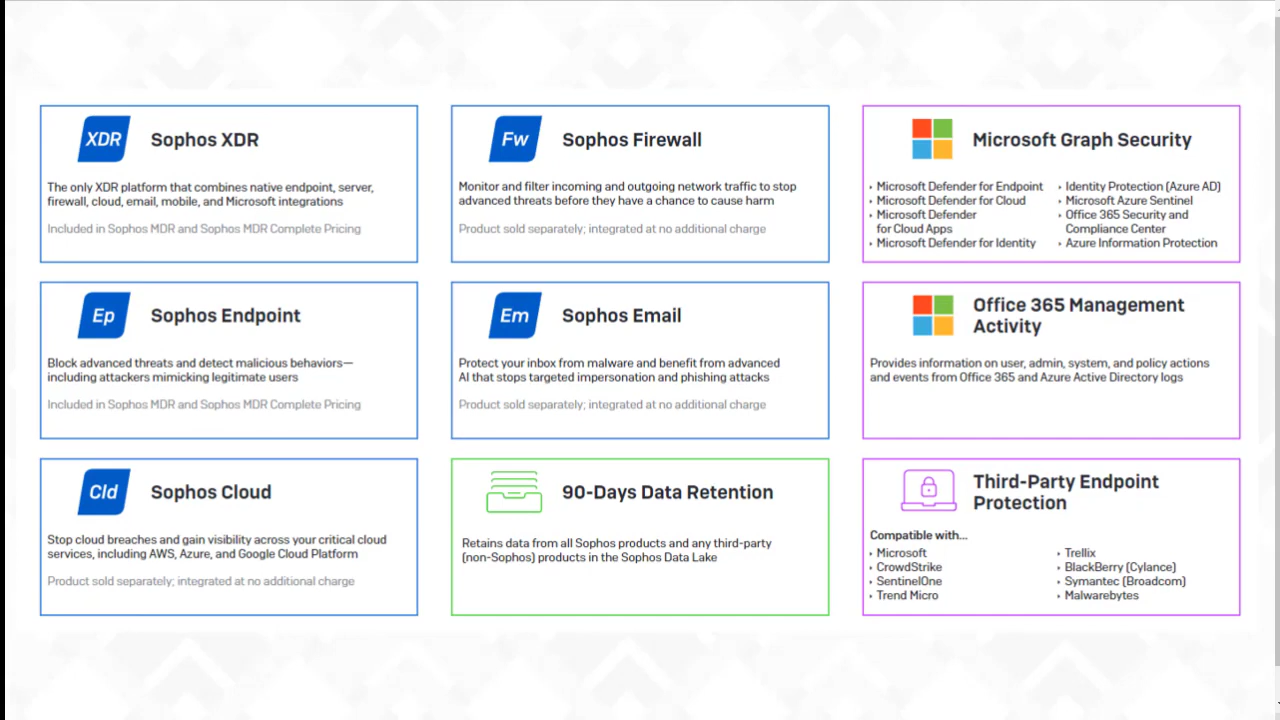 XDR
Sophos XDR
The only XDR platform that combines native endpoint, server,
firewall, cloud, email, mobile, and Microsoft integrations
Included in Sophos MDR and Sophos MDR Complete Pricing
Fw
Sophos Firewall
Monitor and filter incoming and outgoing network traffic to stop
advanced threats before they have a chance to cause harm
Product sold separately; integrated at no additional charge
Microsoft Graph Security
‣ Microsoft Defender for Endpoint
‣ Microsoft Defender for Cloud
‣ Microsoft Defender
for Cloud Apps
‣ Microsoft Defender for Identity
‣ Identity Protection (Azure AD)
‣ Microsoft Azure Sentinel
‣ Office 365 Security and
Compliance Center
‣ Azure Information Protection
Ep
Sophos Endpoint
Block advanced threats and detect malicious behaviors—
including attackers mimicking legitimate users
Included in Sophos MDR and Sophos MDR Complete Pricing
Em
Sophos Email
Protect your inbox from malware and benefit from advanced
AI that stops targeted impersonation and phishing attacks
Product sold separately; integrated at no additional charge
Office 365 Management
Activity
Provides information on user, admin, system, and policy actions
and events from Office 365 and Azure Active Directory logs
Cld
Sophos Cloud
Stop cloud breaches and gain visibility across your critical cloud
services, including AWS, Azure, and Google Cloud Platform
Product sold separately; integrated at no additional charge
90-Days Data Retention
Retains data from all Sophos products and any third-party
(non-Sophos) products in the Sophos Data Lake
Third-Party Endpoint
Protection
Compatible with...
‣ Microsoft
‣ CrowdStrike
‣ SentinelOne
‣ Trend Micro
‣ Trellix
‣ BlackBerry (Cylance)
‣ Symantec (Broadcom)
‣ Malwarebytes